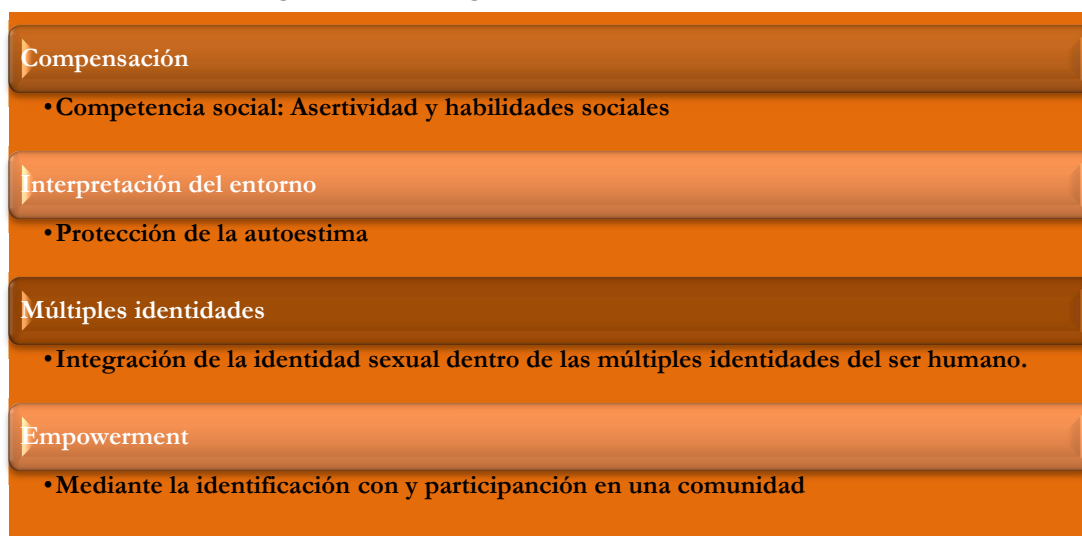 Compensación
•Competencia social: Asertividad y habilidades sociales
Interpretación del entorno
•Protección de la autoestima
Múltiples identidades
•Integración de la identidad sexual dentro de las múltiples identidades del ser humano.
Empowerment
•Mediante la identificación con y participanción en una comunidad